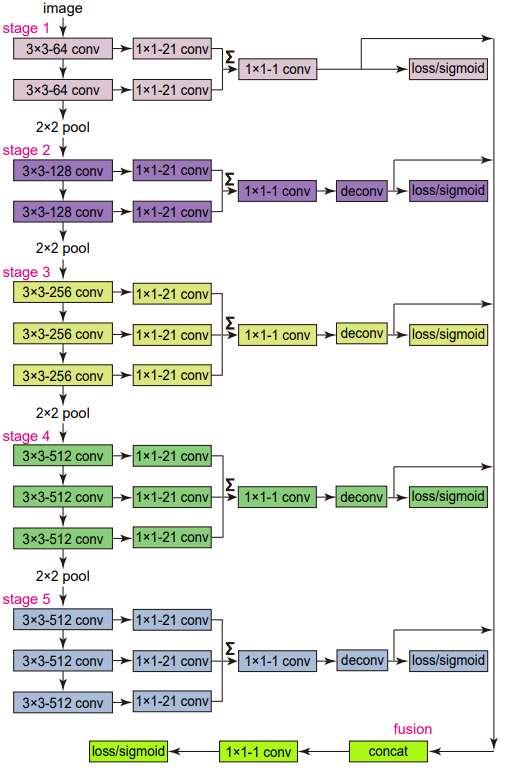 image
stage 1
3×3-64 conv
1×1-21 conv
Σ
1×1-1 conv
loss/sigmoid
3×3-64 conv
1×1-21 conv
2×2 pool
stage 2
3×3-128 conv
1×1-21 conv
Σ
1×1-1 conv
deconv
loss/sigmoid
3×3-128 conv
1×1-21 conv
2×2 pool
stage 3
3×3-256 conv
1×1-21 conv
Σ
3×3-256 conv
1×1-21 conv
1×1-1 conv
deconv
loss/sigmoid
3×3-256 conv
1×1-21 conv
2×2 pool
stage 4
3×3-512 conv
1×1-21 conv
Σ
3×3-512 conv
1×1-21 conv
1×1-1 conv
deconv
loss/sigmoid
3×3-512 conv
1×1-21 conv
2×2 pool
stage 5
3×3-512 conv
1×1-21 conv
Σ
3×3-512 conv
1×1-21 conv
1×1-1 conv
deconv
loss/sigmoid
3×3-512 conv
1×1-21 conv
fusion
loss/sigmoid
1×1-1 conv
concat